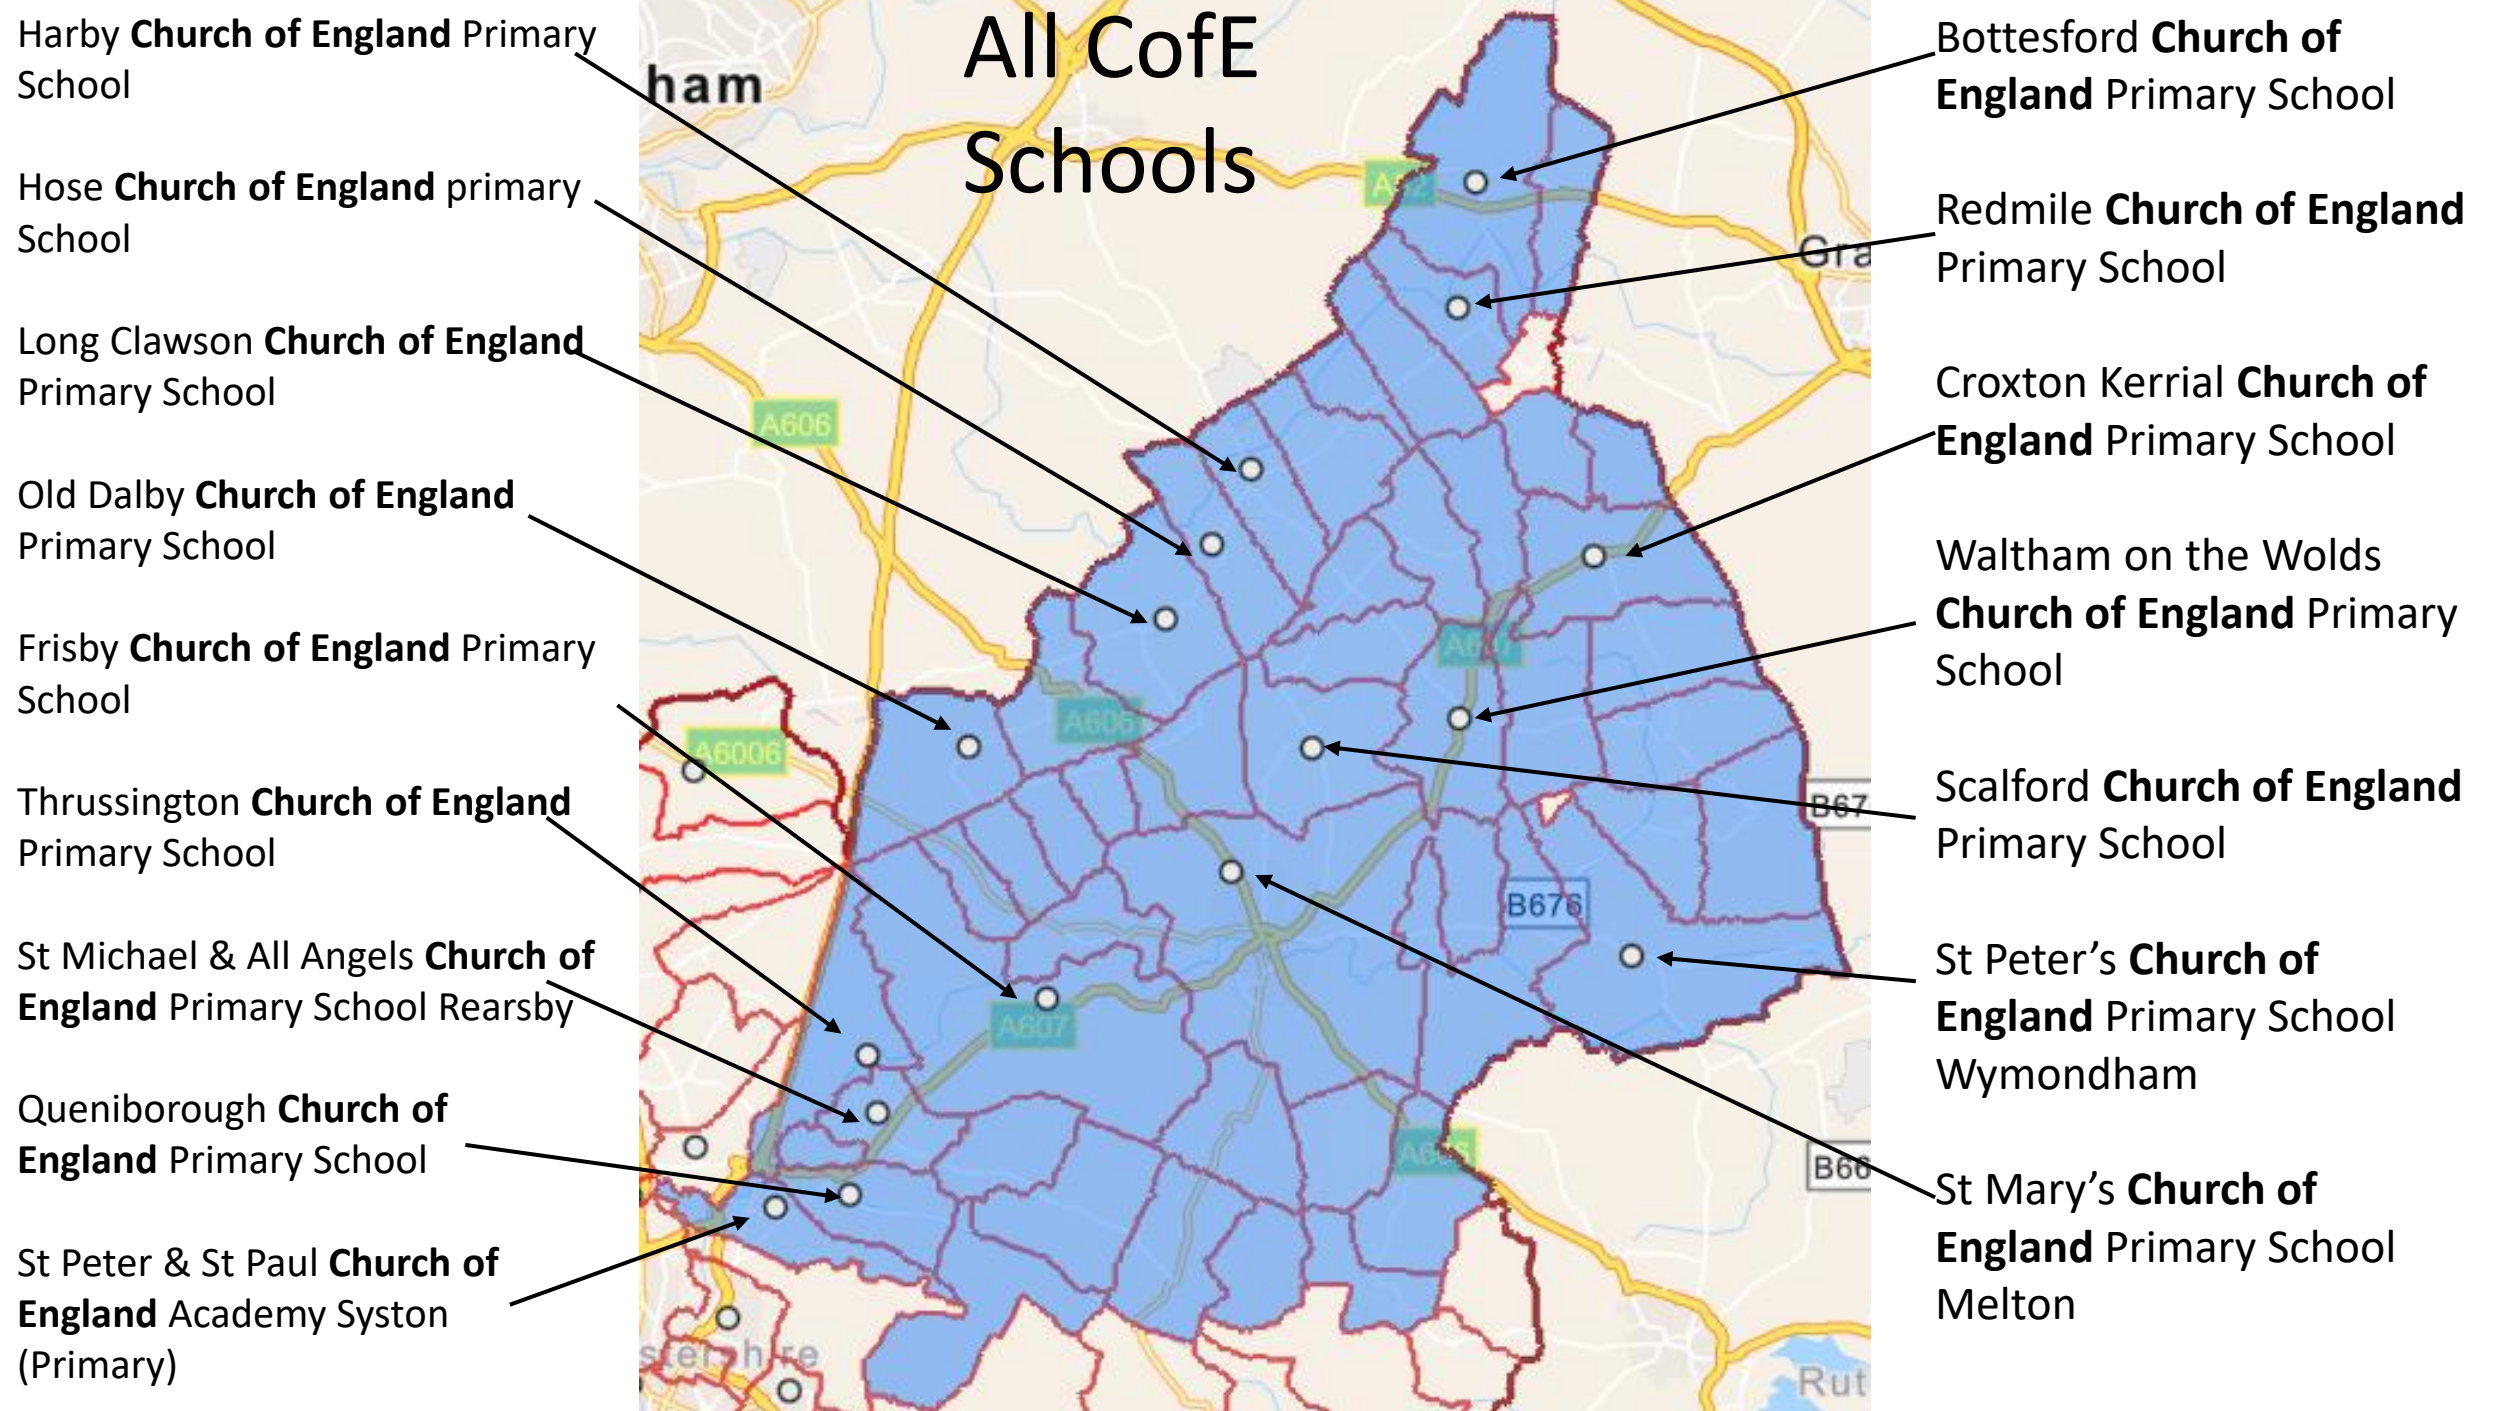 All CofE
Schools
Harby Church of England Primary
School
Hose Church of England primary
School
Long Clawson Church of England
Primary School
Old Dalby Church of England
Primary School
Frisby Church of England Primary
School
Thrussington Church of England
Primary School
St Michael & All Angels Church of
England Primary School Rearsby
Queniborough Church of
England Primary School
St Peter & St Paul Church of
England Academy Syston
(Primary)
ham
A52
Gra
A606
A607
A606
A6006
B67
B676
A607
A606
B66
stershire
Rut
Bottesford Church of
England Primary School
Redmile Church of England
Primary School
Croxton Kerrial Church of
England Primary School
Waltham on the Wolds
Church of England Primary
School
Scalford Church of England
Primary School
St Peter’s Church of
England Primary School
Wymondham
St Mary’s Church of
England Primary School
Melton